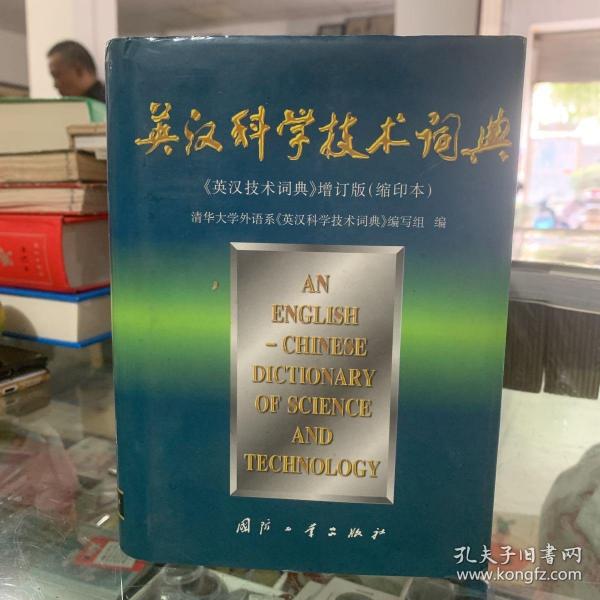 英汉科学技术词典
《英汉技术词典》增订版(缩印本)
清华大学外语系《英汉科学技术词典》编写组 编
AN
ENGLISH
– CHINESE
DICTIONARY
OF SCIENCE
AND
TECHNOLOGY
国防工业出版社
孔夫子旧书网
www.kongfz.com